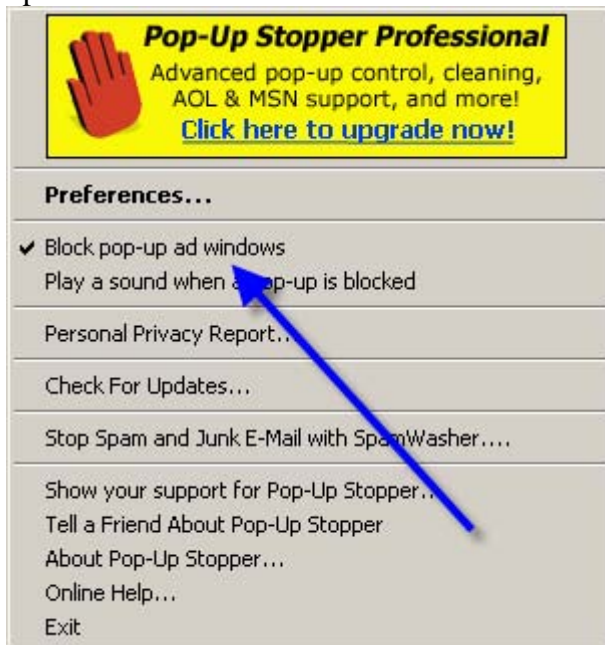 Pop-Up Stopper Professional
Advanced pop-up control, cleaning,
AOL & MSN support, and more!
Click here to upgrade now!
Preferences...
Block pop-up ad windows
Play a sound when a pop-up is blocked
Personal Privacy Report...
Check For Updates...
Stop Spam and Junk E-Mail with SpamWasher....
Show your support for Pop-Up Stopper...
Tell a Friend About Pop-Up Stopper
About Pop-Up Stopper...
Online Help...
Exit